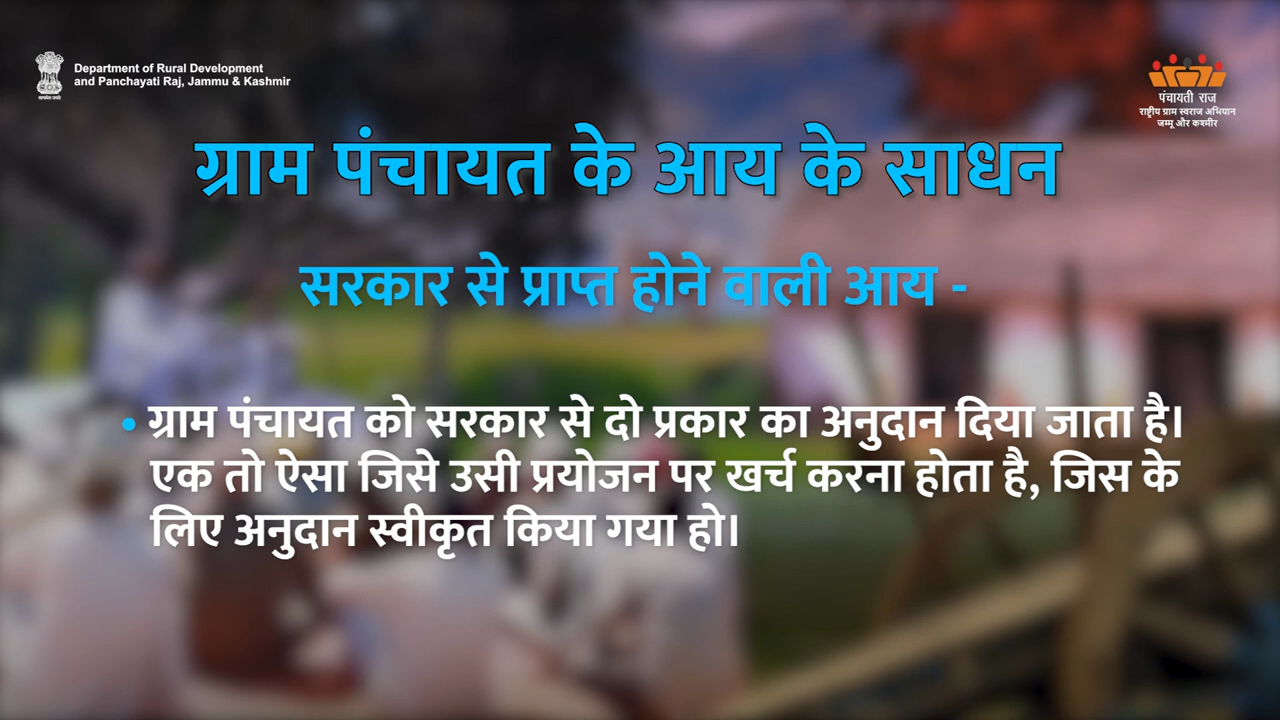 Department of Rural Development
and Panchayati Raj, Jammu & Kashmir
पंचायती राज
राष्ट्रीय ग्राम स्वराज अभियान
जम्मू और कश्मीर
ग्राम पंचायत के आय के साधन
सरकार से प्राप्त होने वाली आय -
• ग्राम पंचायत को सरकार से दो प्रकार का अनुदान दिया जाता है।
एक तो ऐसा जिसे उसी प्रयोजन पर खर्च करना होता है, जिस के
लिए अनुदान स्वीकृत किया गया हो।